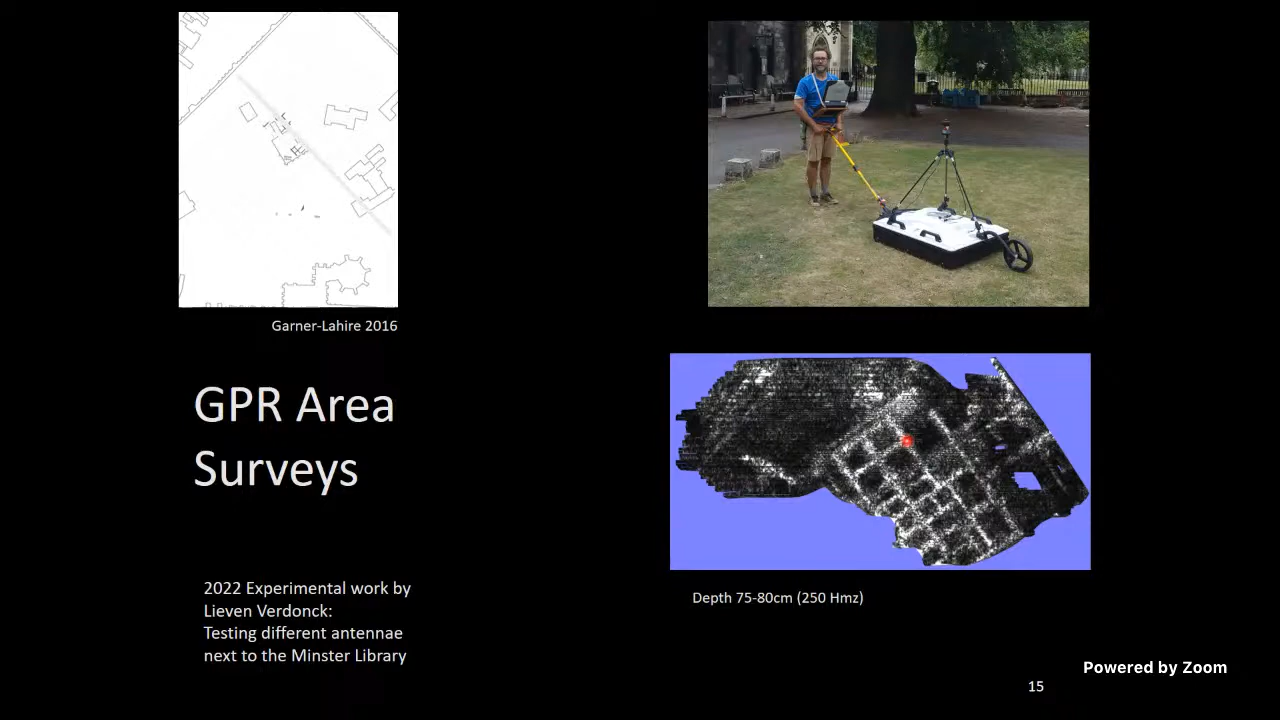 Garner-Lahire 2016
GPR Area
Surveys
2022 Experimental work by
Lieven Verdonck:
Testing different antennae
next to the Minster Library
Depth 75-80cm (250 Hmz)
Powered by Zoom
15